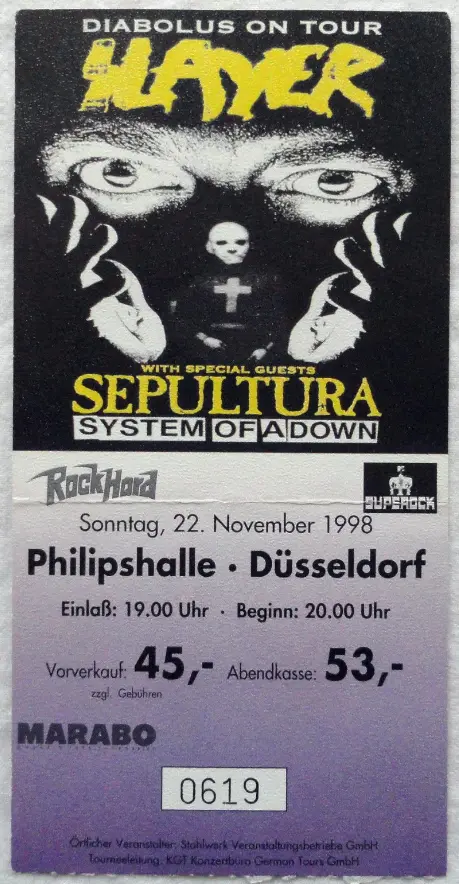 DIABOLUS ON TOUR
SLAYER
WITH SPECIAL GUESTS
SEPULTURA
SYSTEM OF A DOWN
RockHard
SUPEROCK
Sonntag, 22. November 1998
Philipshalle · Düsseldorf
Einlaß: 19.00 Uhr · Beginn: 20.00 Uhr
Vorverkauf: 45,- Abendkasse: 53,-
zzgl. Gebühren
MARABO
0619
Örtlicher Veranstalter: Stahlwerk Veranstaltungsbetriebe GmbH
Tourneeleitung: KGT Konzertbüro German Tours GmbH